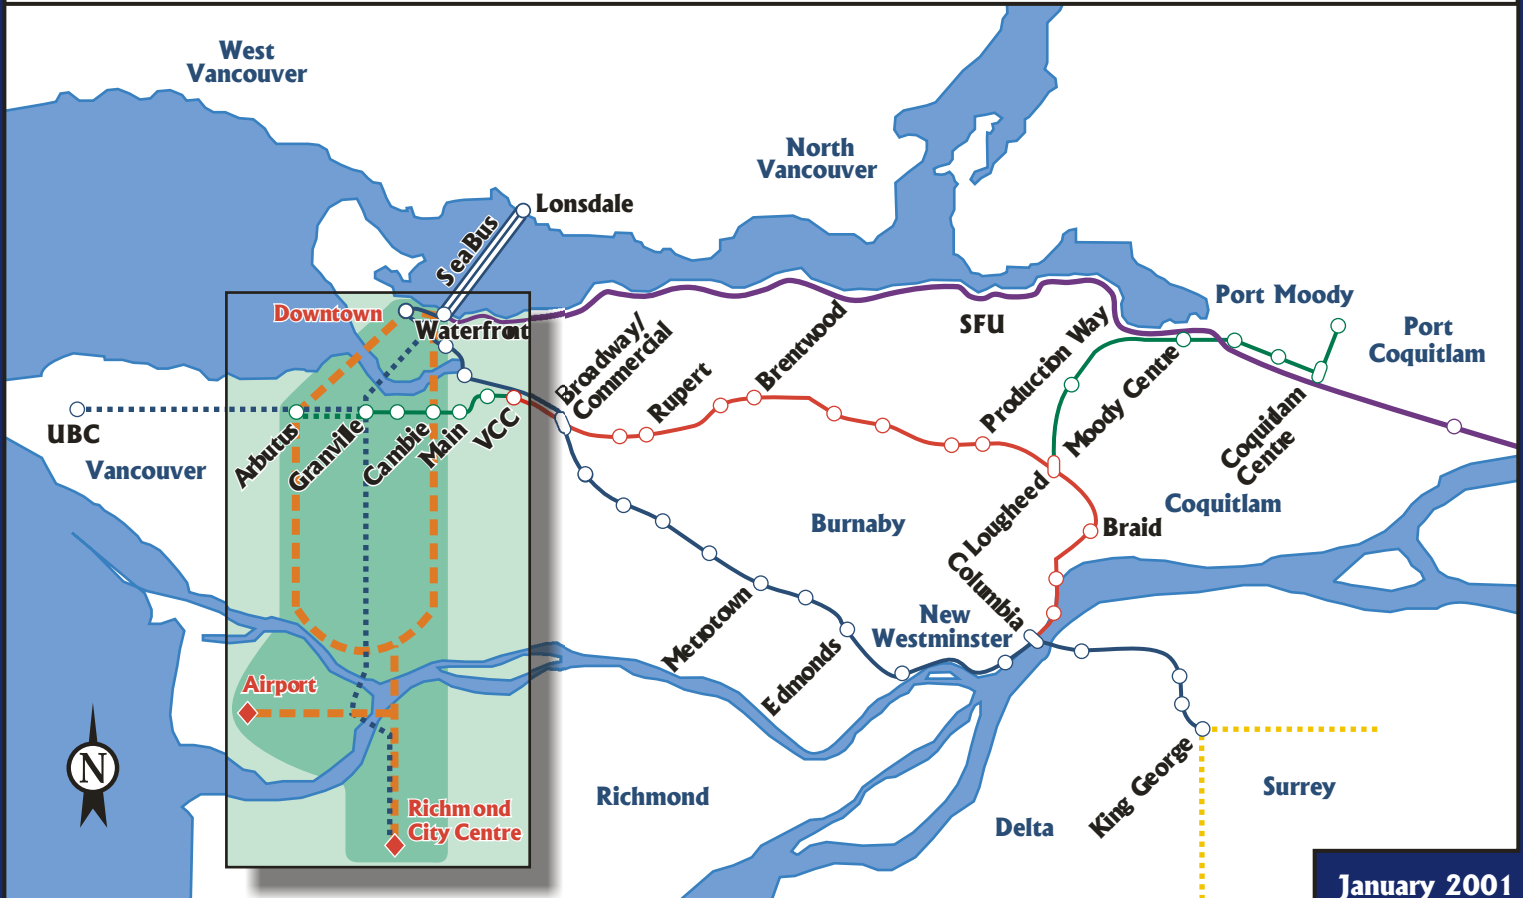 West
Vancouver
North
Vancouver
Lonsdale
SeaBus
Downtown
Waterfront
Port Moody
Port
Coquitlam
SFU
Broadway/
Commercial
Rupert
Brentwood
Production Way
Moody Centre
Coquitlam
Centre
UBC
Vancouver
Arbutus
Granville
Cambie
Main
VCC
Burnaby
Coquitlam
Lougheed
Braid
Columbia
New
Westminster
Metrotown
Edmonds
Airport
Richmond
City Centre
Richmond
Delta
King George
Surrey
N
January 2001